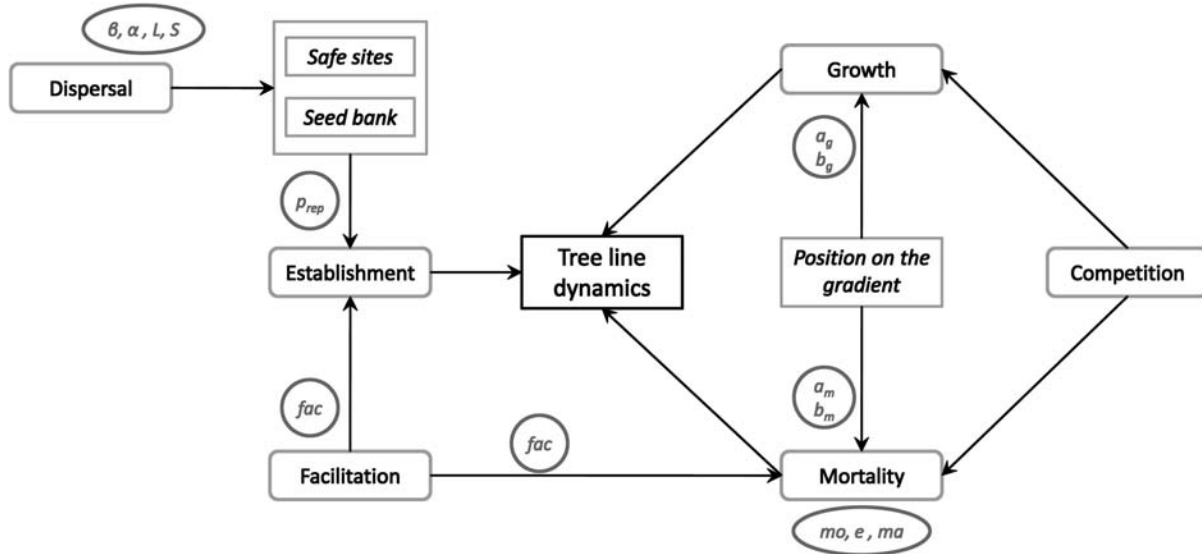 β, α , L, S
Dispersal
Safe sites
Seed bank
Growth
a_g
b_g
p_rep
Establishment
Tree line
dynamics
Position on the
gradient
Competition
fac
fac
a_m
b_m
Facilitation
Mortality
mo, e , ma